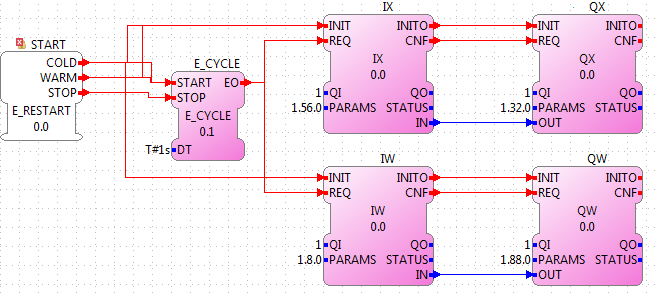 START
COLD
WARM
STOP
E_RESTART
0.0
E_CYCLE
START EO
STOP
E_CYCLE
0.1
T#1s DT
IX
INIT INITO
REQ CNF
IX
0.0
1 QI QO
1.56.0 PARAMS STATUS
IN
QX
INIT INITO
REQ CNF
QX
0.0
1 QI QO
1.32.0 PARAMS STATUS
OUT
IW
INIT INITO
REQ CNF
IW
0.0
1 QI QO
1.8.0 PARAMS STATUS
IN
QW
INIT INITO
REQ CNF
QW
0.0
1 QI QO
1.88.0 PARAMS STATUS
OUT